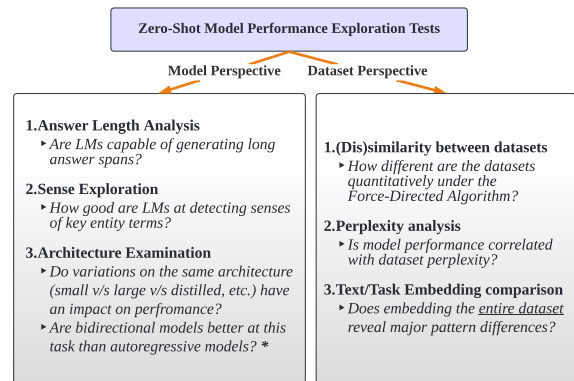 Zero-Shot Model Performance Exploration Tests
Model Perspective
Dataset Perspective
1.Answer Length Analysis
‣ Are LMs capable of generating long
answer spans?
2.Sense Exploration
‣ How good are LMs at detecting senses
of key entity terms?
3.Architecture Examination
‣ Do variations on the same architecture
(small v/s large v/s distilled, etc.) have
an impact on perfromance?
‣ Are bidirectional models better at this
task than autoregressive models? *
1.(Dis)similarity between datasets
‣ How different are the datasets
quantitatively under the
Force-Directed Algorithm?
2.Perplexity analysis
‣ Is model performance correlated
with dataset perplexity?
3.Text/Task Embedding comparison
‣ Does embedding the entire dataset
reveal major pattern differences?